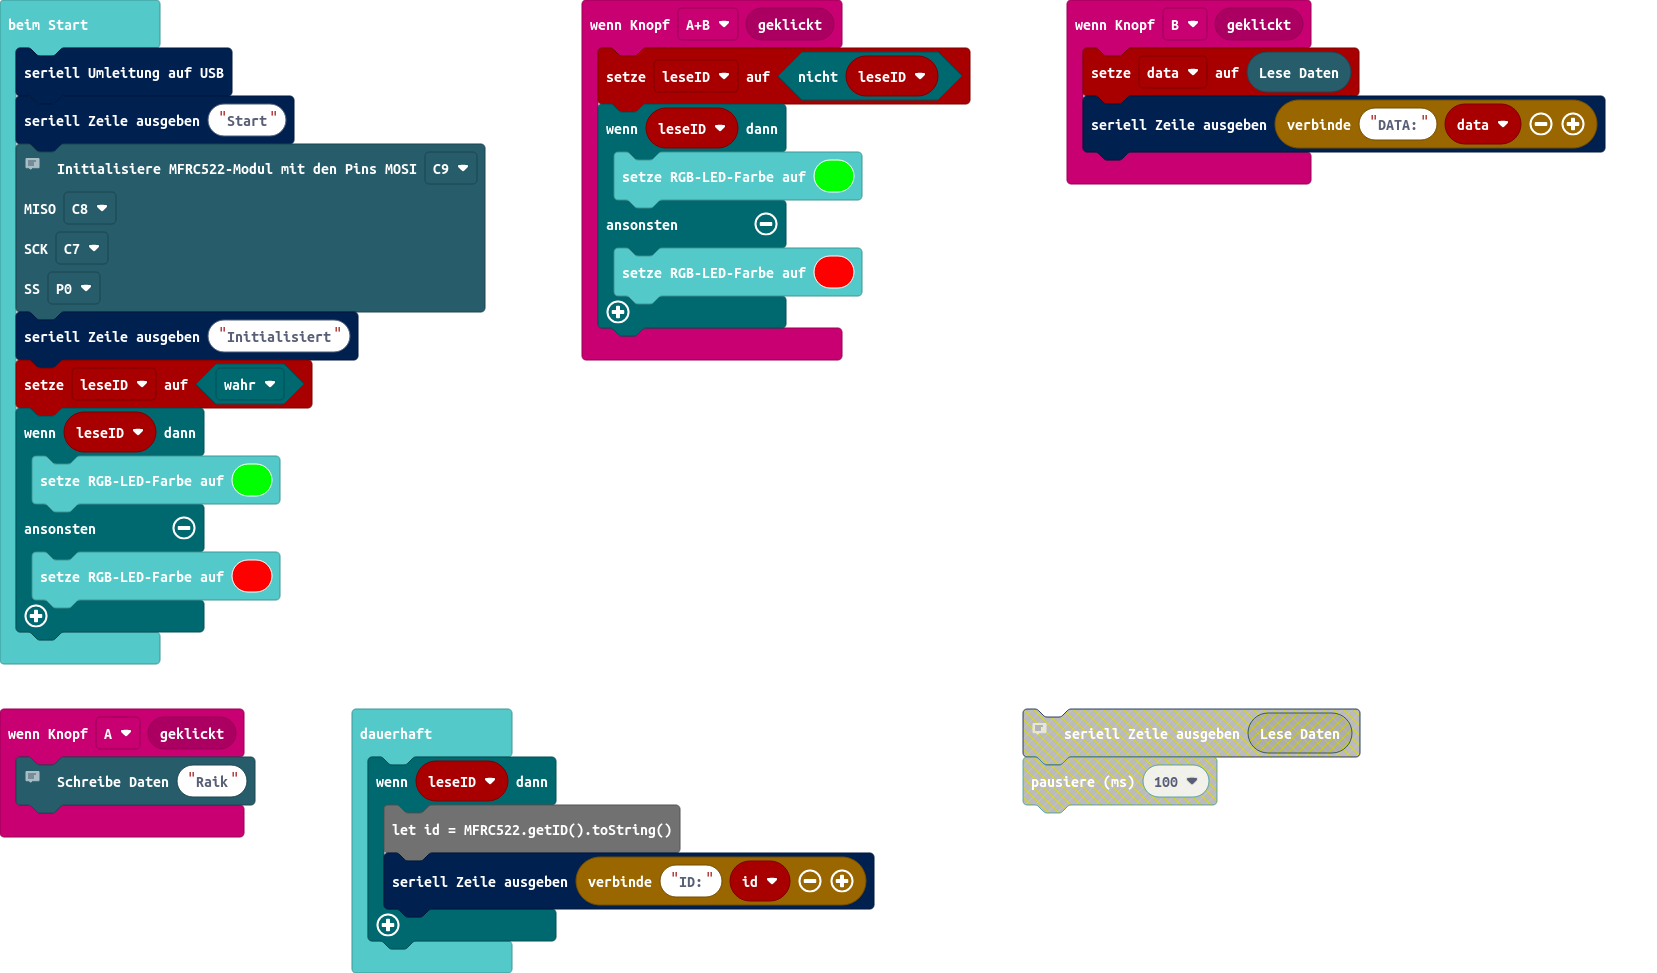 beim Start
seriell Umleitung auf USB
seriell Zeile ausgeben "Start"
Initialisiere MFRC522-Modul mit den Pins MOSI C9
MISO C8
SCK C7
SS P0
seriell Zeile ausgeben "Initialisiert"
setze leseID auf wahr
wenn leseID dann
setze RGB-LED-Farbe auf
ansonsten
setze RGB-LED-Farbe auf
wenn Knopf A+B geklickt
setze leseID auf nicht leseID
wenn leseID dann
setze RGB-LED-Farbe auf
ansonsten
setze RGB-LED-Farbe auf
wenn Knopf B geklickt
setze data auf Lese Daten
seriell Zeile ausgeben verbinde "DATA:" data
wenn Knopf A geklickt
Schreibe Daten "Raik"
dauerhaft
wenn leseID dann
let id = MFRC522.getID().toString()
seriell Zeile ausgeben verbinde "ID:" id
seriell Zeile ausgeben Lese Daten
pausiere (ms) 100